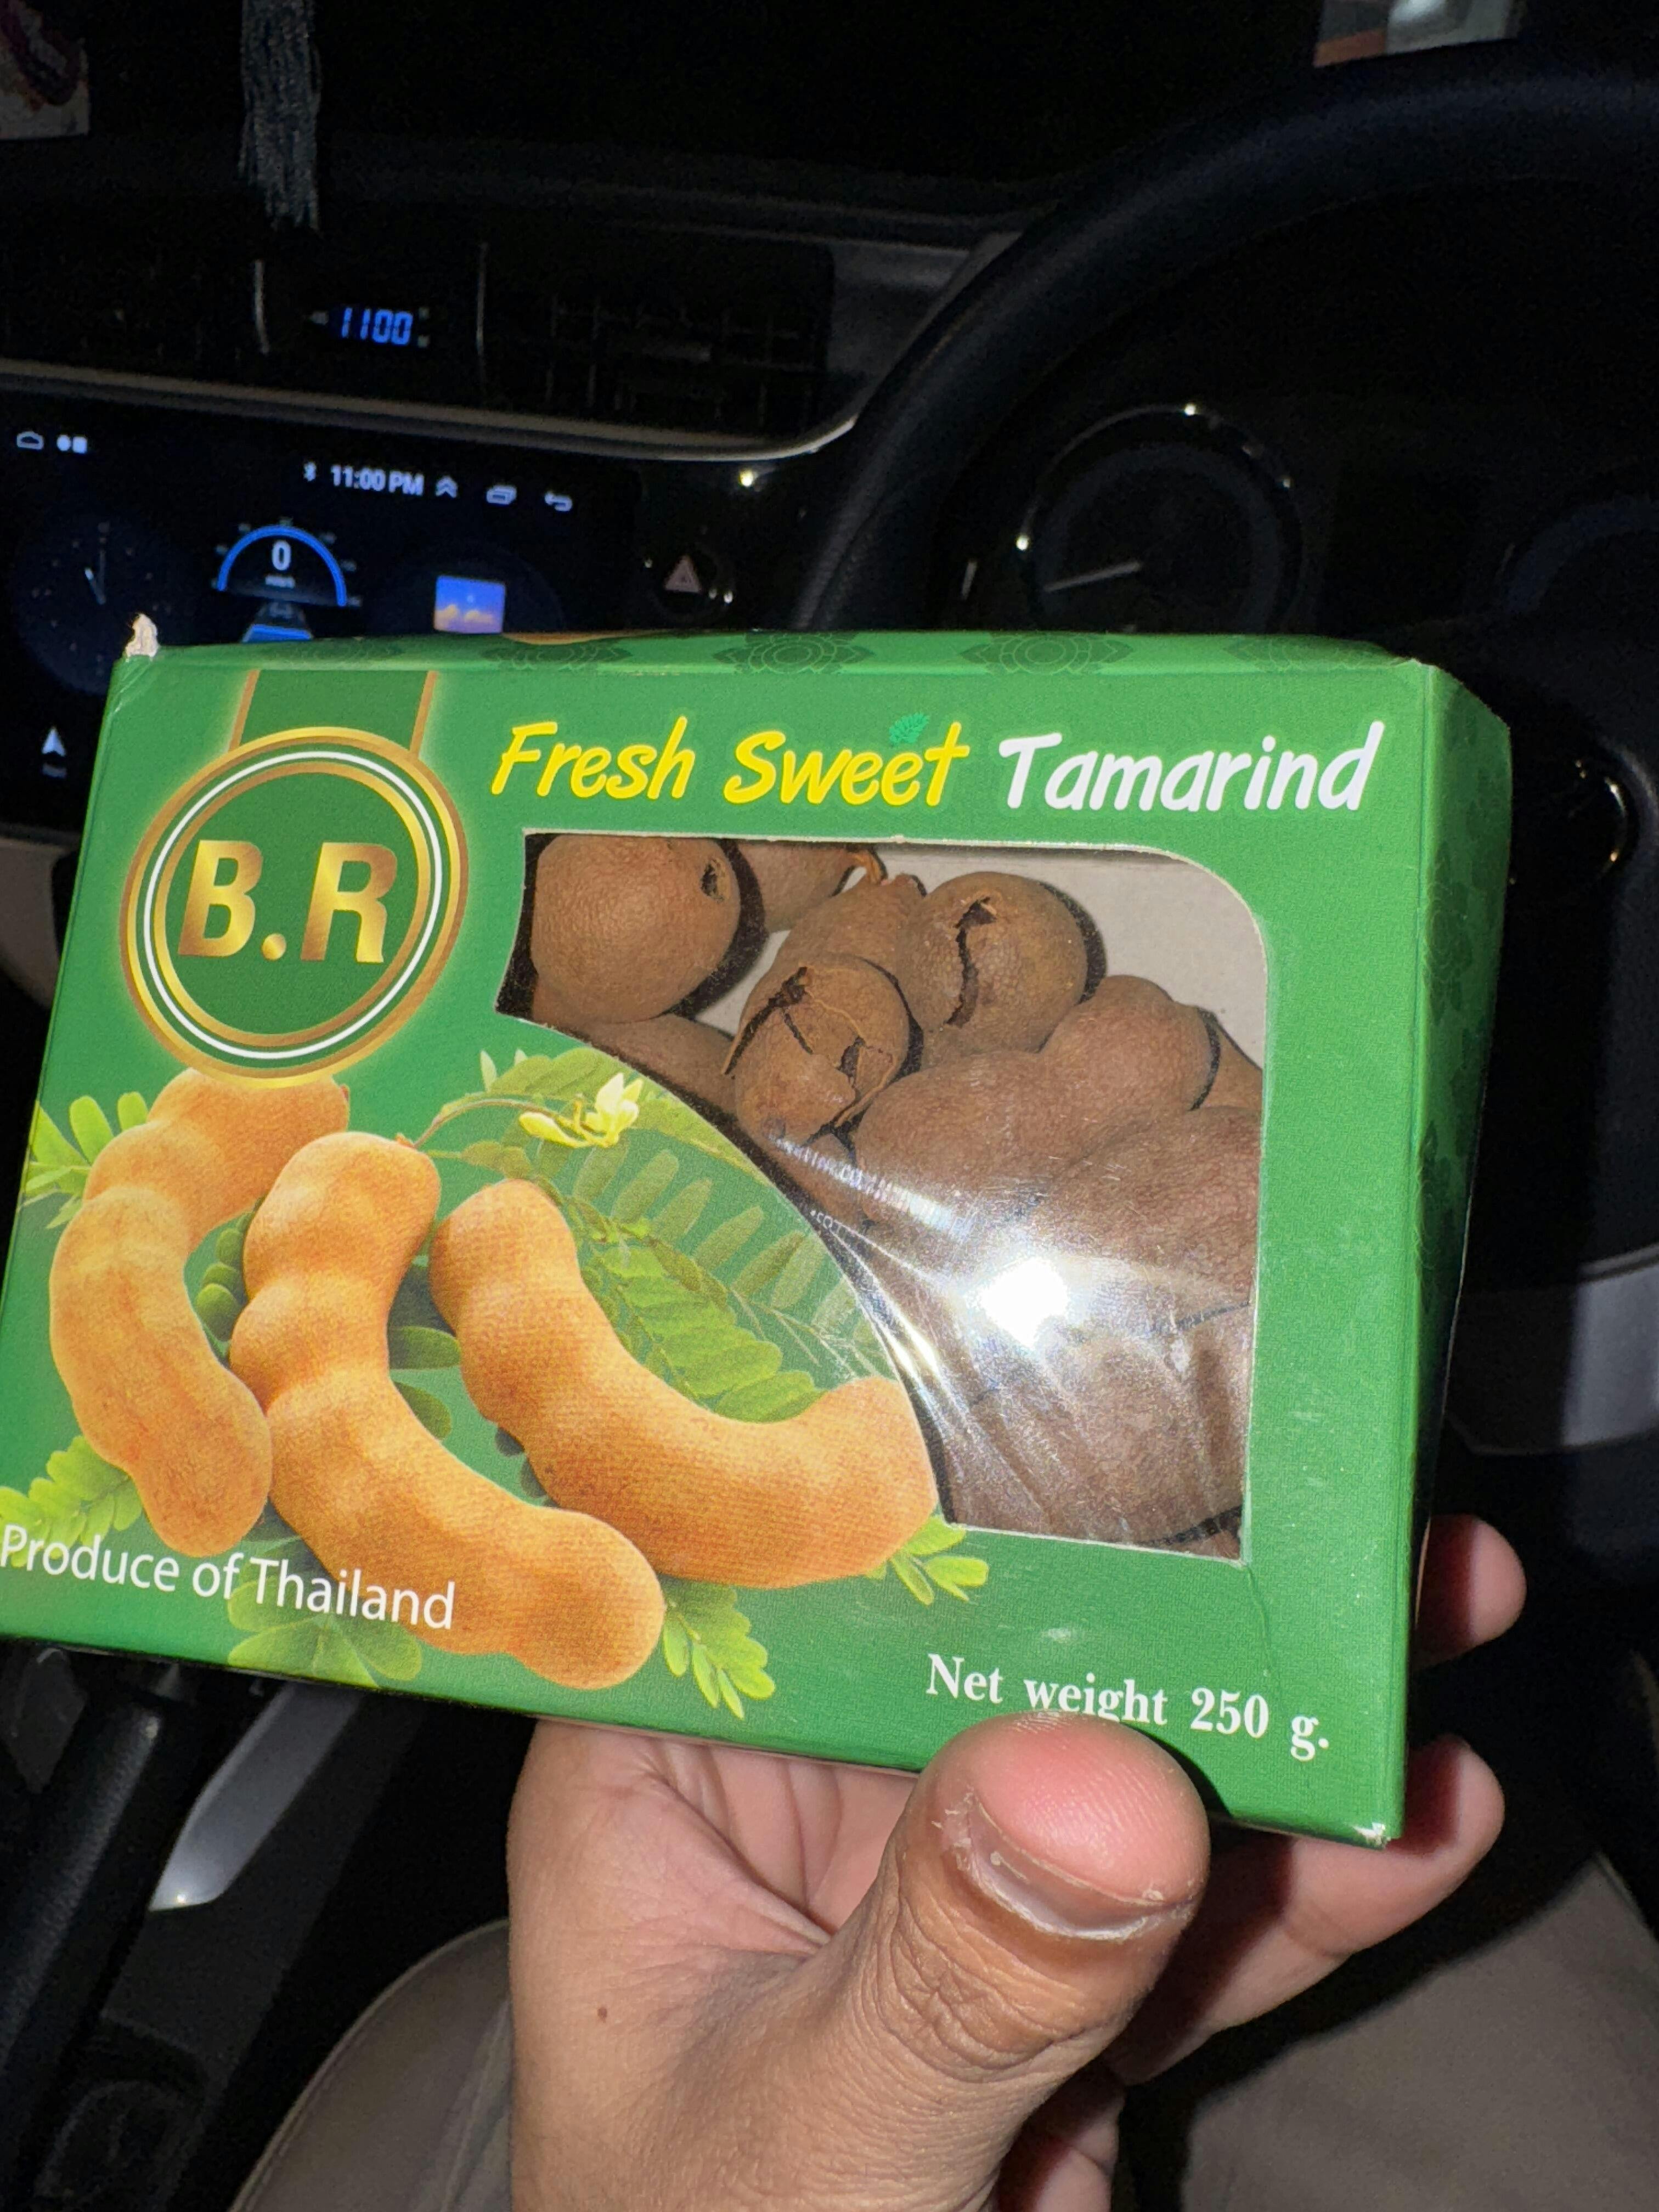 1100
11:00 PM
0
B.R
Fresh Sweet Tamarind
Produce of Thailand
Net weight 250 g.